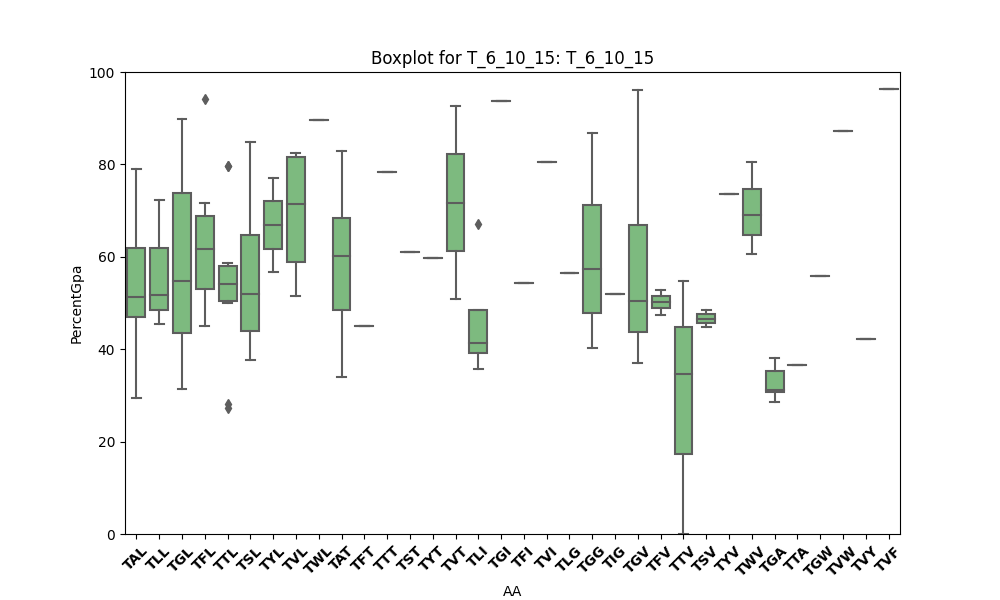 Boxplot for T_6_10_15: T_6_10_15
100
80
60
40
20
0
PercentGpa
TAL TLL TGL TFL TTL TSL TYL TVL TWL TAT TFT TTT TST TYT TVT TLI TGI TFI TVI TLG TGG TIG TGV TFV TTV TSV TYV TWV TGA TTA TGW TVW TVY TVF
AA